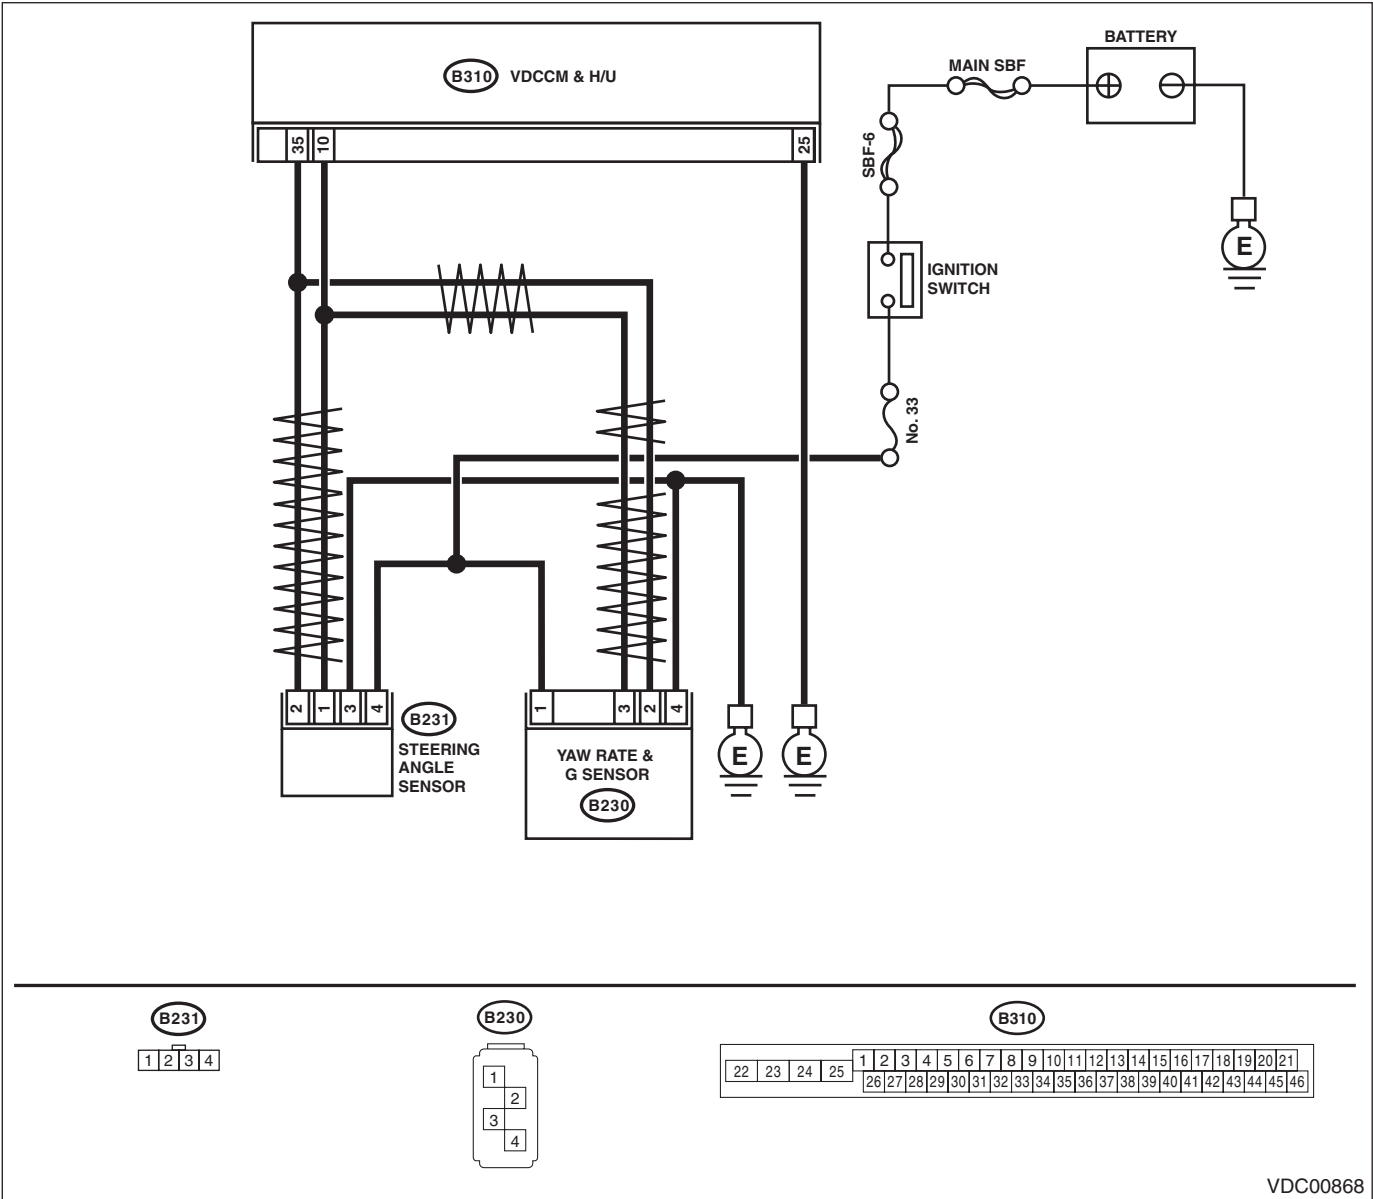 BATTERY
MAIN SBF
B310 VDCCM & H/U
35 10 25
SBF-6
E
IGNITION
SWITCH
No. 33
2 1 3 4
B231
STEERING
ANGLE
SENSOR
1 3 2 4
YAW RATE &
G SENSOR
B230
E E
B231
1 2 3 4
B230
1
2
3
4
B310
22 23 24 25 1 2 3 4 5 6 7 8 9 10 11 12 13 14 15 16 17 18 19 20 21
26 27 28 29 30 31 32 33 34 35 36 37 38 39 40 41 42 43 44 45 46
VDC00868